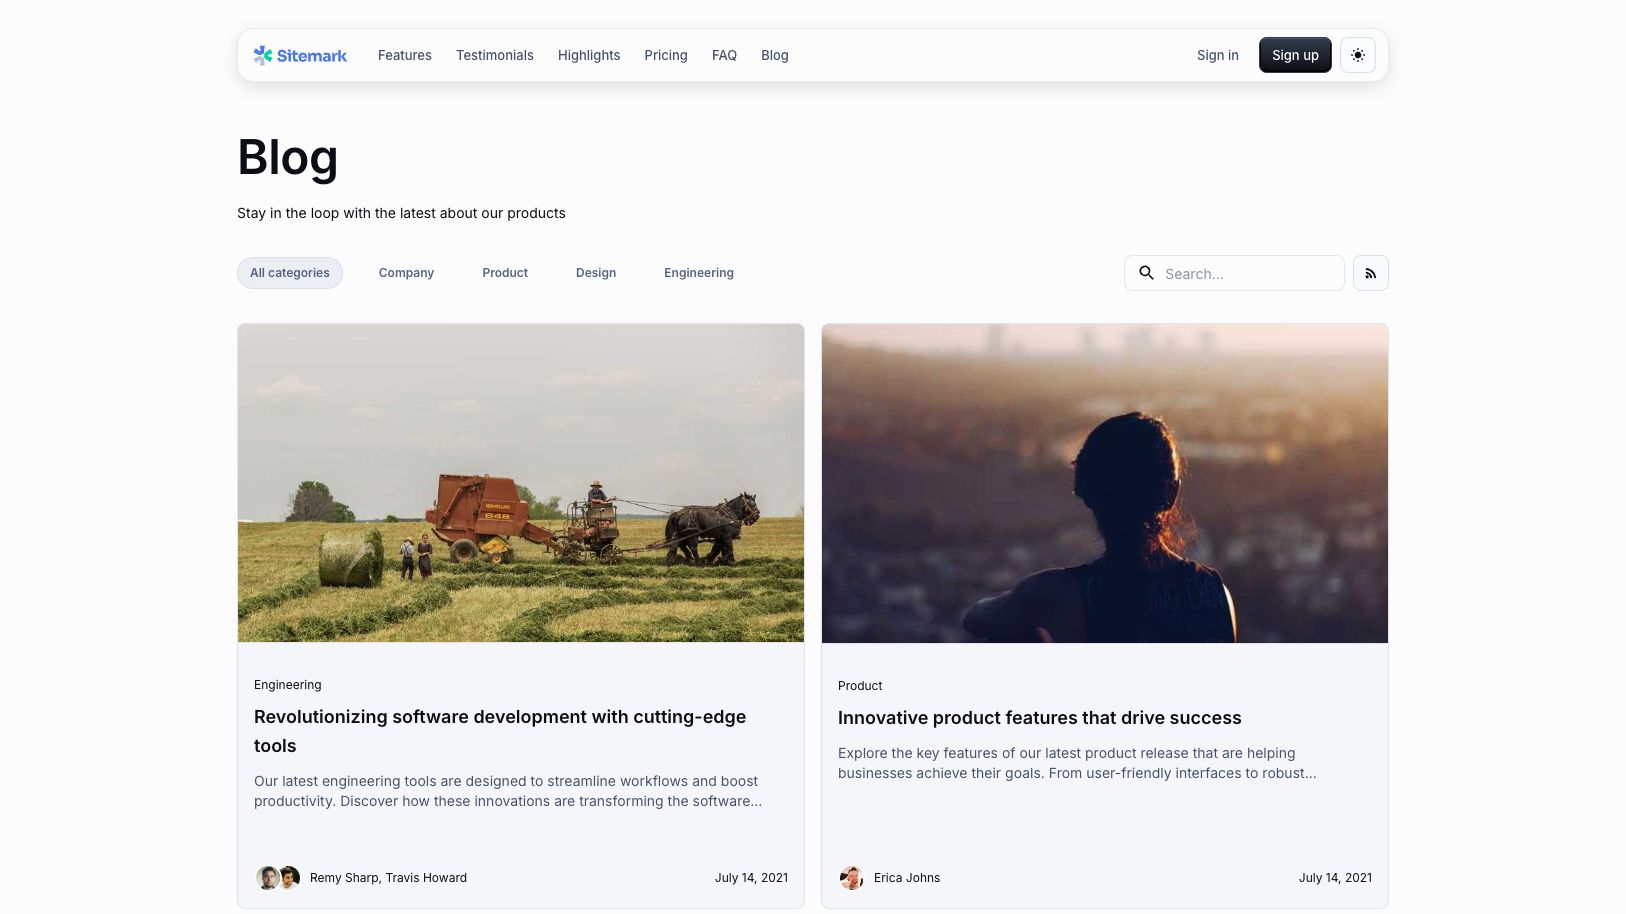 Sitemark
Features
Testimonials
Highlights
Pricing
FAQ
Blog
Sign in
Sign up
Blog
Stay in the loop with the latest about our products
All categories
Company
Product
Design
Engineering
Search...
NEW HOLLAND
648
Engineering
Revolutionizing software development with cutting-edge
tools
Our latest engineering tools are designed to streamline workflows and boost
productivity. Discover how these innovations are transforming the software...
Remy Sharp, Travis Howard
July 14, 2021
Product
Innovative product features that drive success
Explore the key features of our latest product release that are helping
businesses achieve their goals. From user-friendly interfaces to robust...
Erica Johns
July 14, 2021